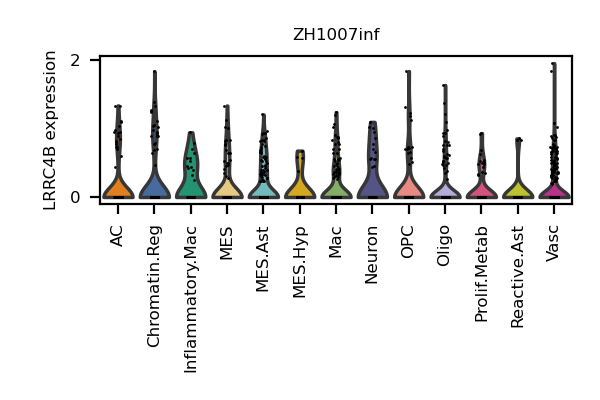 ZH1007inf
LRRC4B expression
2
0
AC
Chromatin.Reg
Inflammatory.Mac
MES
MES.Ast
MES.Hyp
Mac
Neuron
OPC
Oligo
Prolif.Metab
Reactive.Ast
Vasc